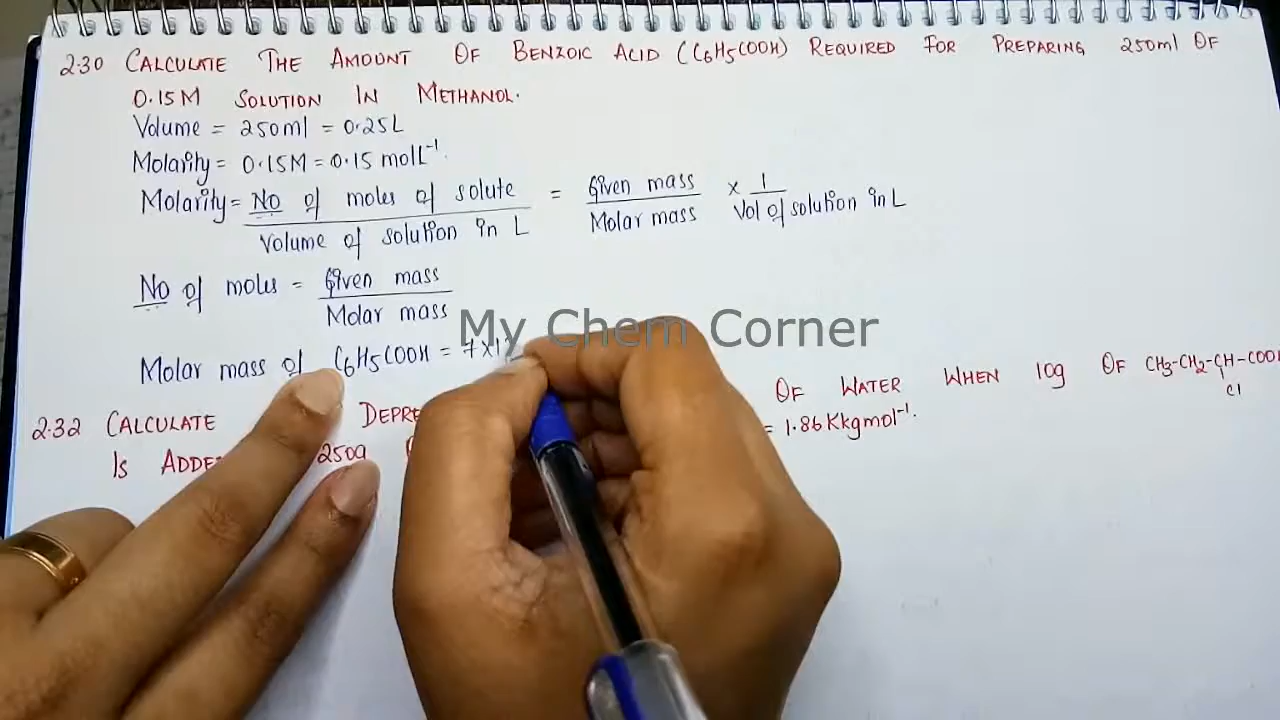 2.30 CALCULATE THE AMOUNT OF BENZOIC ACID (C6H5COOH) REQUIRED FOR PREPARING 250ml OF
0.15M SOLUTION IN METHANOL.
Volume = 250ml = 0.25L
Molarity = 0.15M = 0.15 molL⁻¹.
Molarity = No of moles of solute = Given mass × 1
Volume of solution in L Molar mass Vol of solution in L
No of moles = Given mass
Molar mass
My Chem Corner
Molar mass of C6H5COOH = 7×1
2.32 CALCULATE OF WATER WHEN 10g OF CH3-CH2-CH-COO
Cl
IS 250g = 1.86 Kkgmol⁻¹.